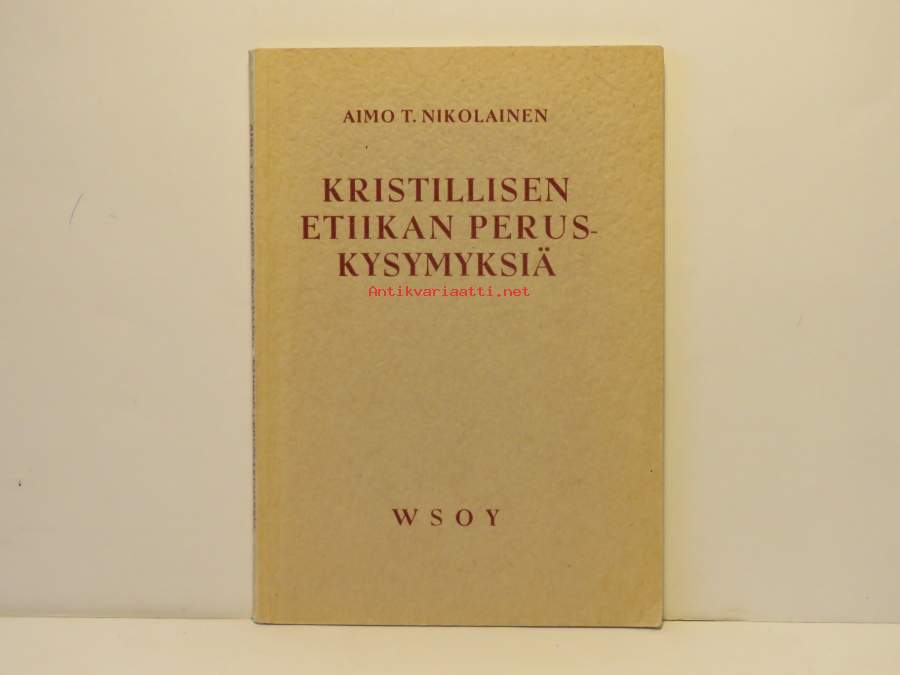 AIMO T. NIKOLAINEN
KRISTILLISEN
ETIIKAN PERUS-
KYSYMYKSIÄ
Antikvariaatti.net
WSOY